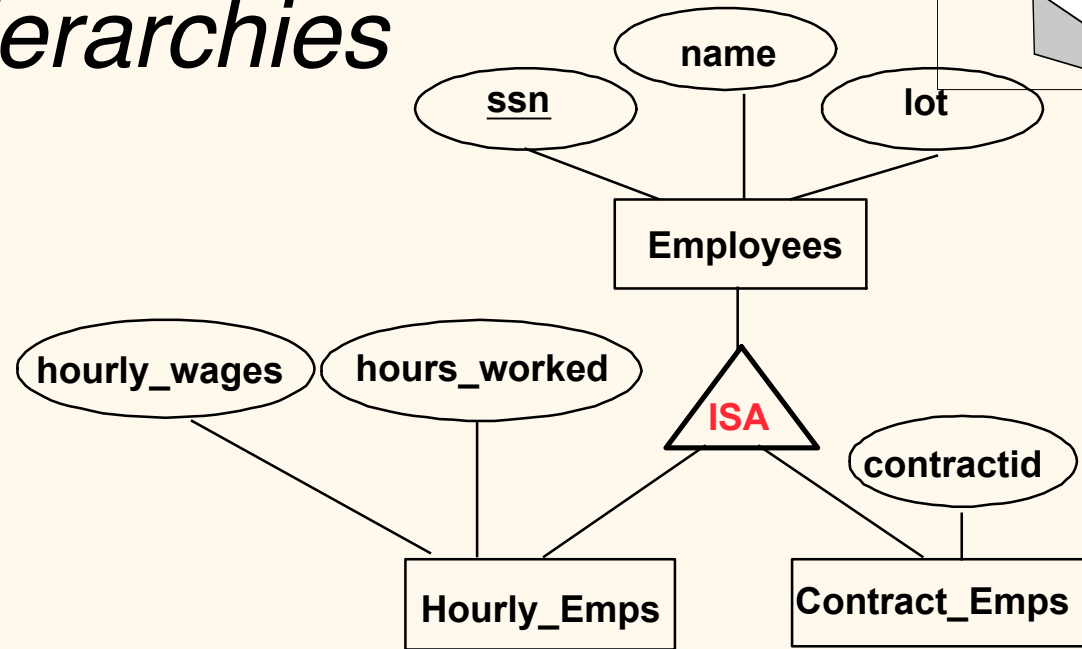 erarchies
name
ssn
lot
Employees
hourly_wages
hours_worked
ISA
contractid
Hourly_Emps
Contract_Emps